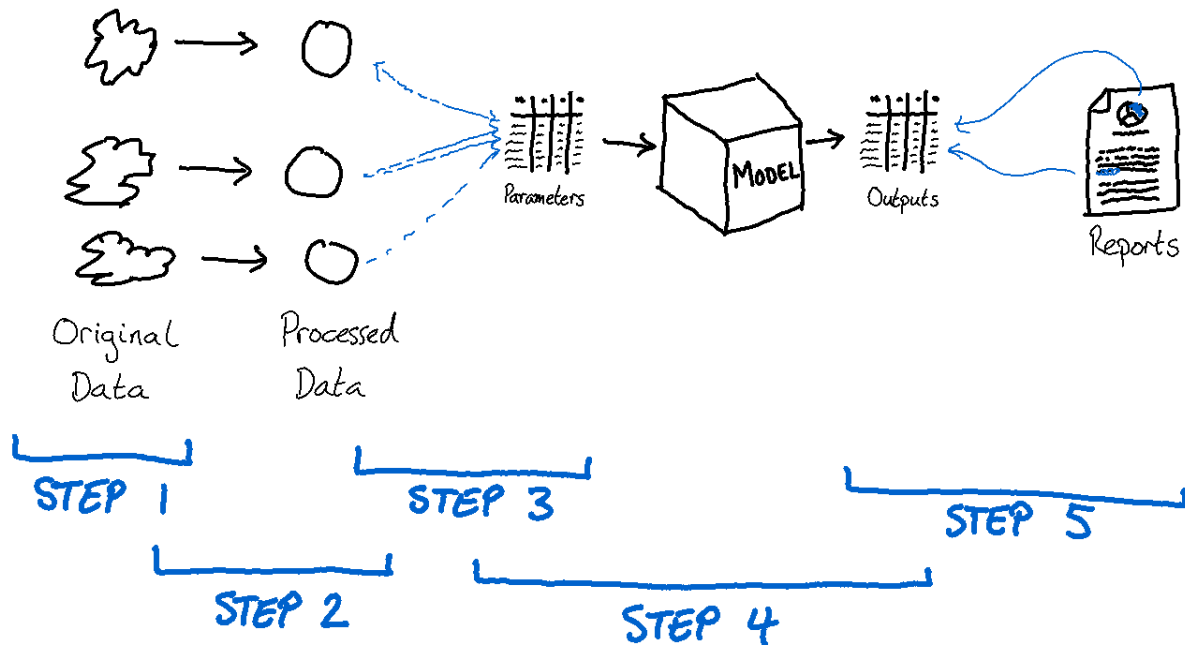 MODEL
Parameters
Outputs
Reports
Original
Data
Processed
Data
STEP 1
STEP 3
STEP 5
STEP 2
STEP 4